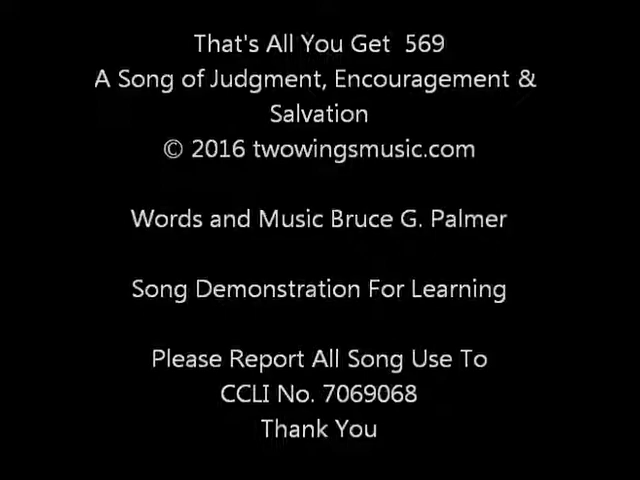 That's All You Get  569
A Song of Judgment, Encouragement &
Salvation
© 2016 twowingsmusic.com
Words and Music Bruce G. Palmer
Song Demonstration For Learning
Please Report All Song Use To
CCLI No. 7069068
Thank You